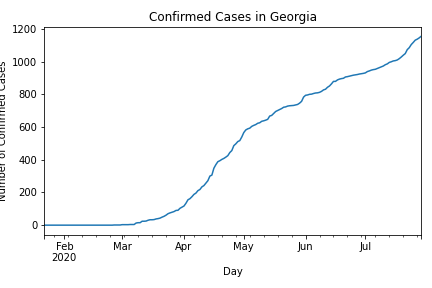 Confirmed Cases in Georgia
Number of Confirmed Cases
1200
1000
800
600
400
200
0
Feb
2020
Mar
Apr
May
Jun
Jul
Day